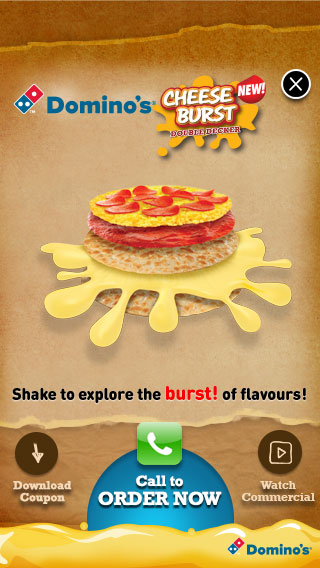 Domino's
CHEESE
BURST
NEW!
DOUBLE DECKER
Shake to explore the burst! of flavours!
Download
Coupon
Call to
ORDER NOW
Watch
Commercial
Domino's